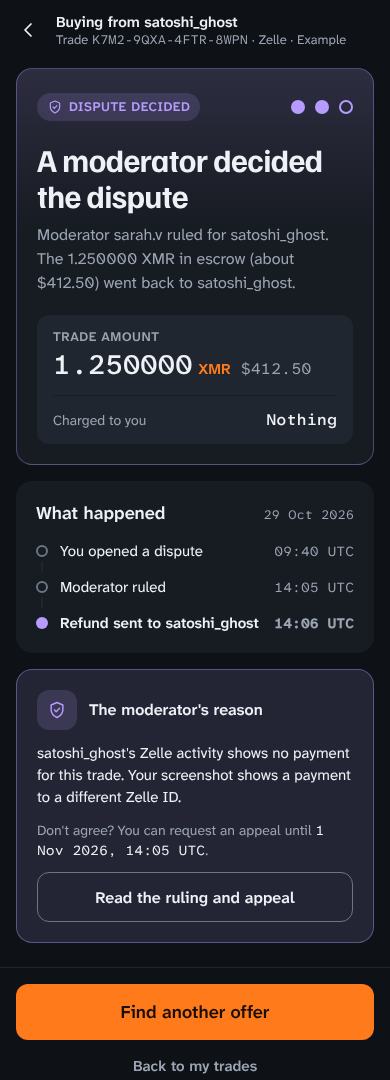 Buying from satoshi_ghost
Trade K7M2-9QXA-4FTR-8WPN · Zelle · Example
DISPUTE DECIDED
A moderator decided
the dispute
Moderator sarah.v ruled for satoshi_ghost.
The 1.250000 XMR in escrow (about
$412.50) went back to satoshi_ghost.
TRADE AMOUNT
1.250000 XMR $412.50
Charged to you Nothing
What happened 29 Oct 2026
You opened a dispute 09:40 UTC
Moderator ruled 14:05 UTC
Refund sent to satoshi_ghost 14:06 UTC
The moderator's reason
satoshi_ghost's Zelle activity shows no payment
for this trade. Your screenshot shows a payment
to a different Zelle ID.
Don't agree? You can request an appeal until 1
Nov 2026, 14:05 UTC.
Read the ruling and appeal
Find another offer
Back to my trades